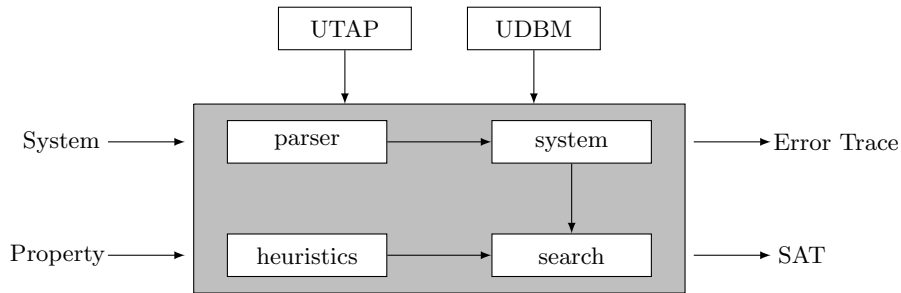 UTAP UDBM
System parser system Error Trace
Property heuristics search SAT